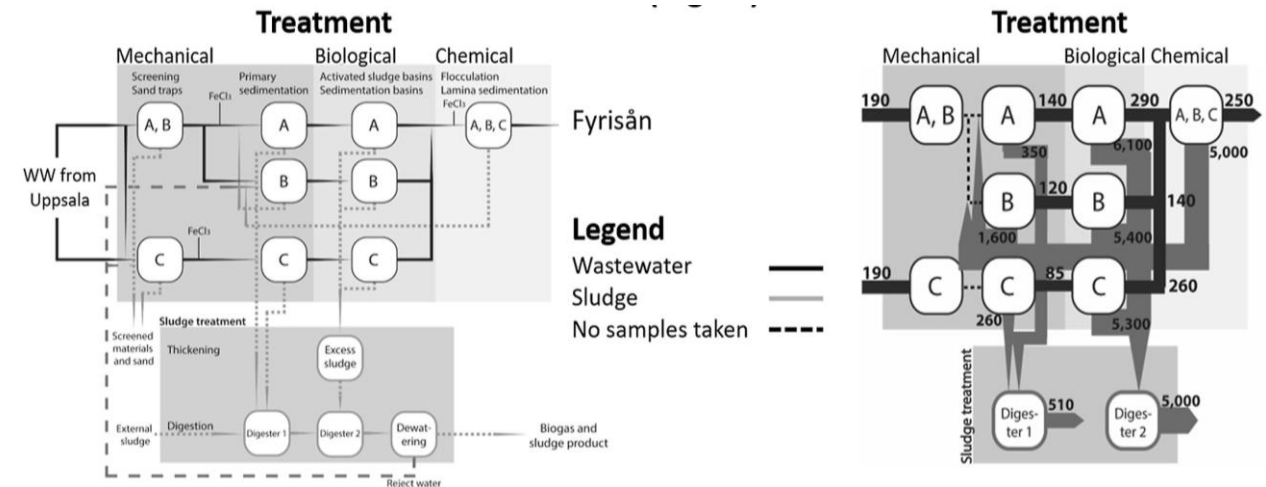 Treatment
Mechanical
Biological
Chemical
Screening
Sand traps
Primary
sedimentation
Activated sludge basins
Sedimentation basins
Flocculation
Lamina sedimentation
FeCl₃
FeCl₃
A, B
A
A
A, B, C
Fyrisån
WW from
Uppsala
B
B
FeCl₃
C
C
C
Screened
materials
and sand
Sludge treatment
Thickening
Excess
sludge
External
sludge
Digestion
Digester 1
Digester 2
Dewat-
ering
Biogas and
sludge product
Reject water
Legend
Wastewater
Sludge
No samples taken
Treatment
Mechanical
Biological
Chemical
190
A, B
A
140
A
290
A, B, C
250
350
6,100
5,000
B
120
B
140
1,600
5,400
190
C
C
85
C
260
260
5,300
Sludge treatment
Diges-
ter 1
510
Diges-
ter 2
5,000